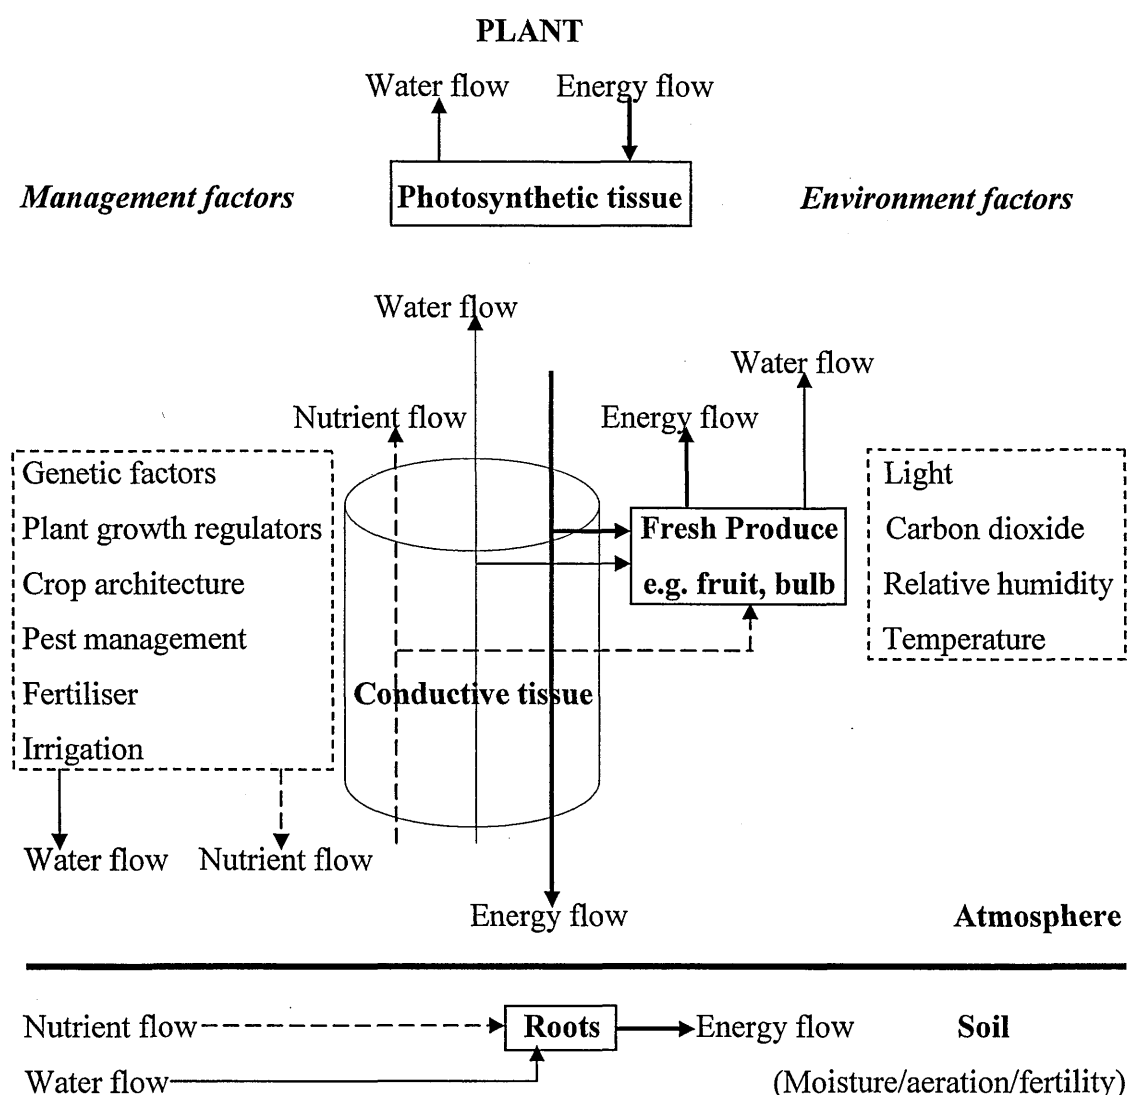 PLANT
Water flow
Energy flow
Management factors
Photosynthetic tissue
Environment factors
Water flow
Water flow
Nutrient flow
Energy flow
Genetic factors
Plant growth regulators
Crop architecture
Pest management
Fertiliser
Irrigation
Fresh Produce
e.g. fruit, bulb
Light
Carbon dioxide
Relative humidity
Temperature
Conductive tissue
Water flow
Nutrient flow
Energy flow
Atmosphere
Nutrient flow
Roots
Energy flow
Soil
Water flow
(Moisture/aeration/fertility)